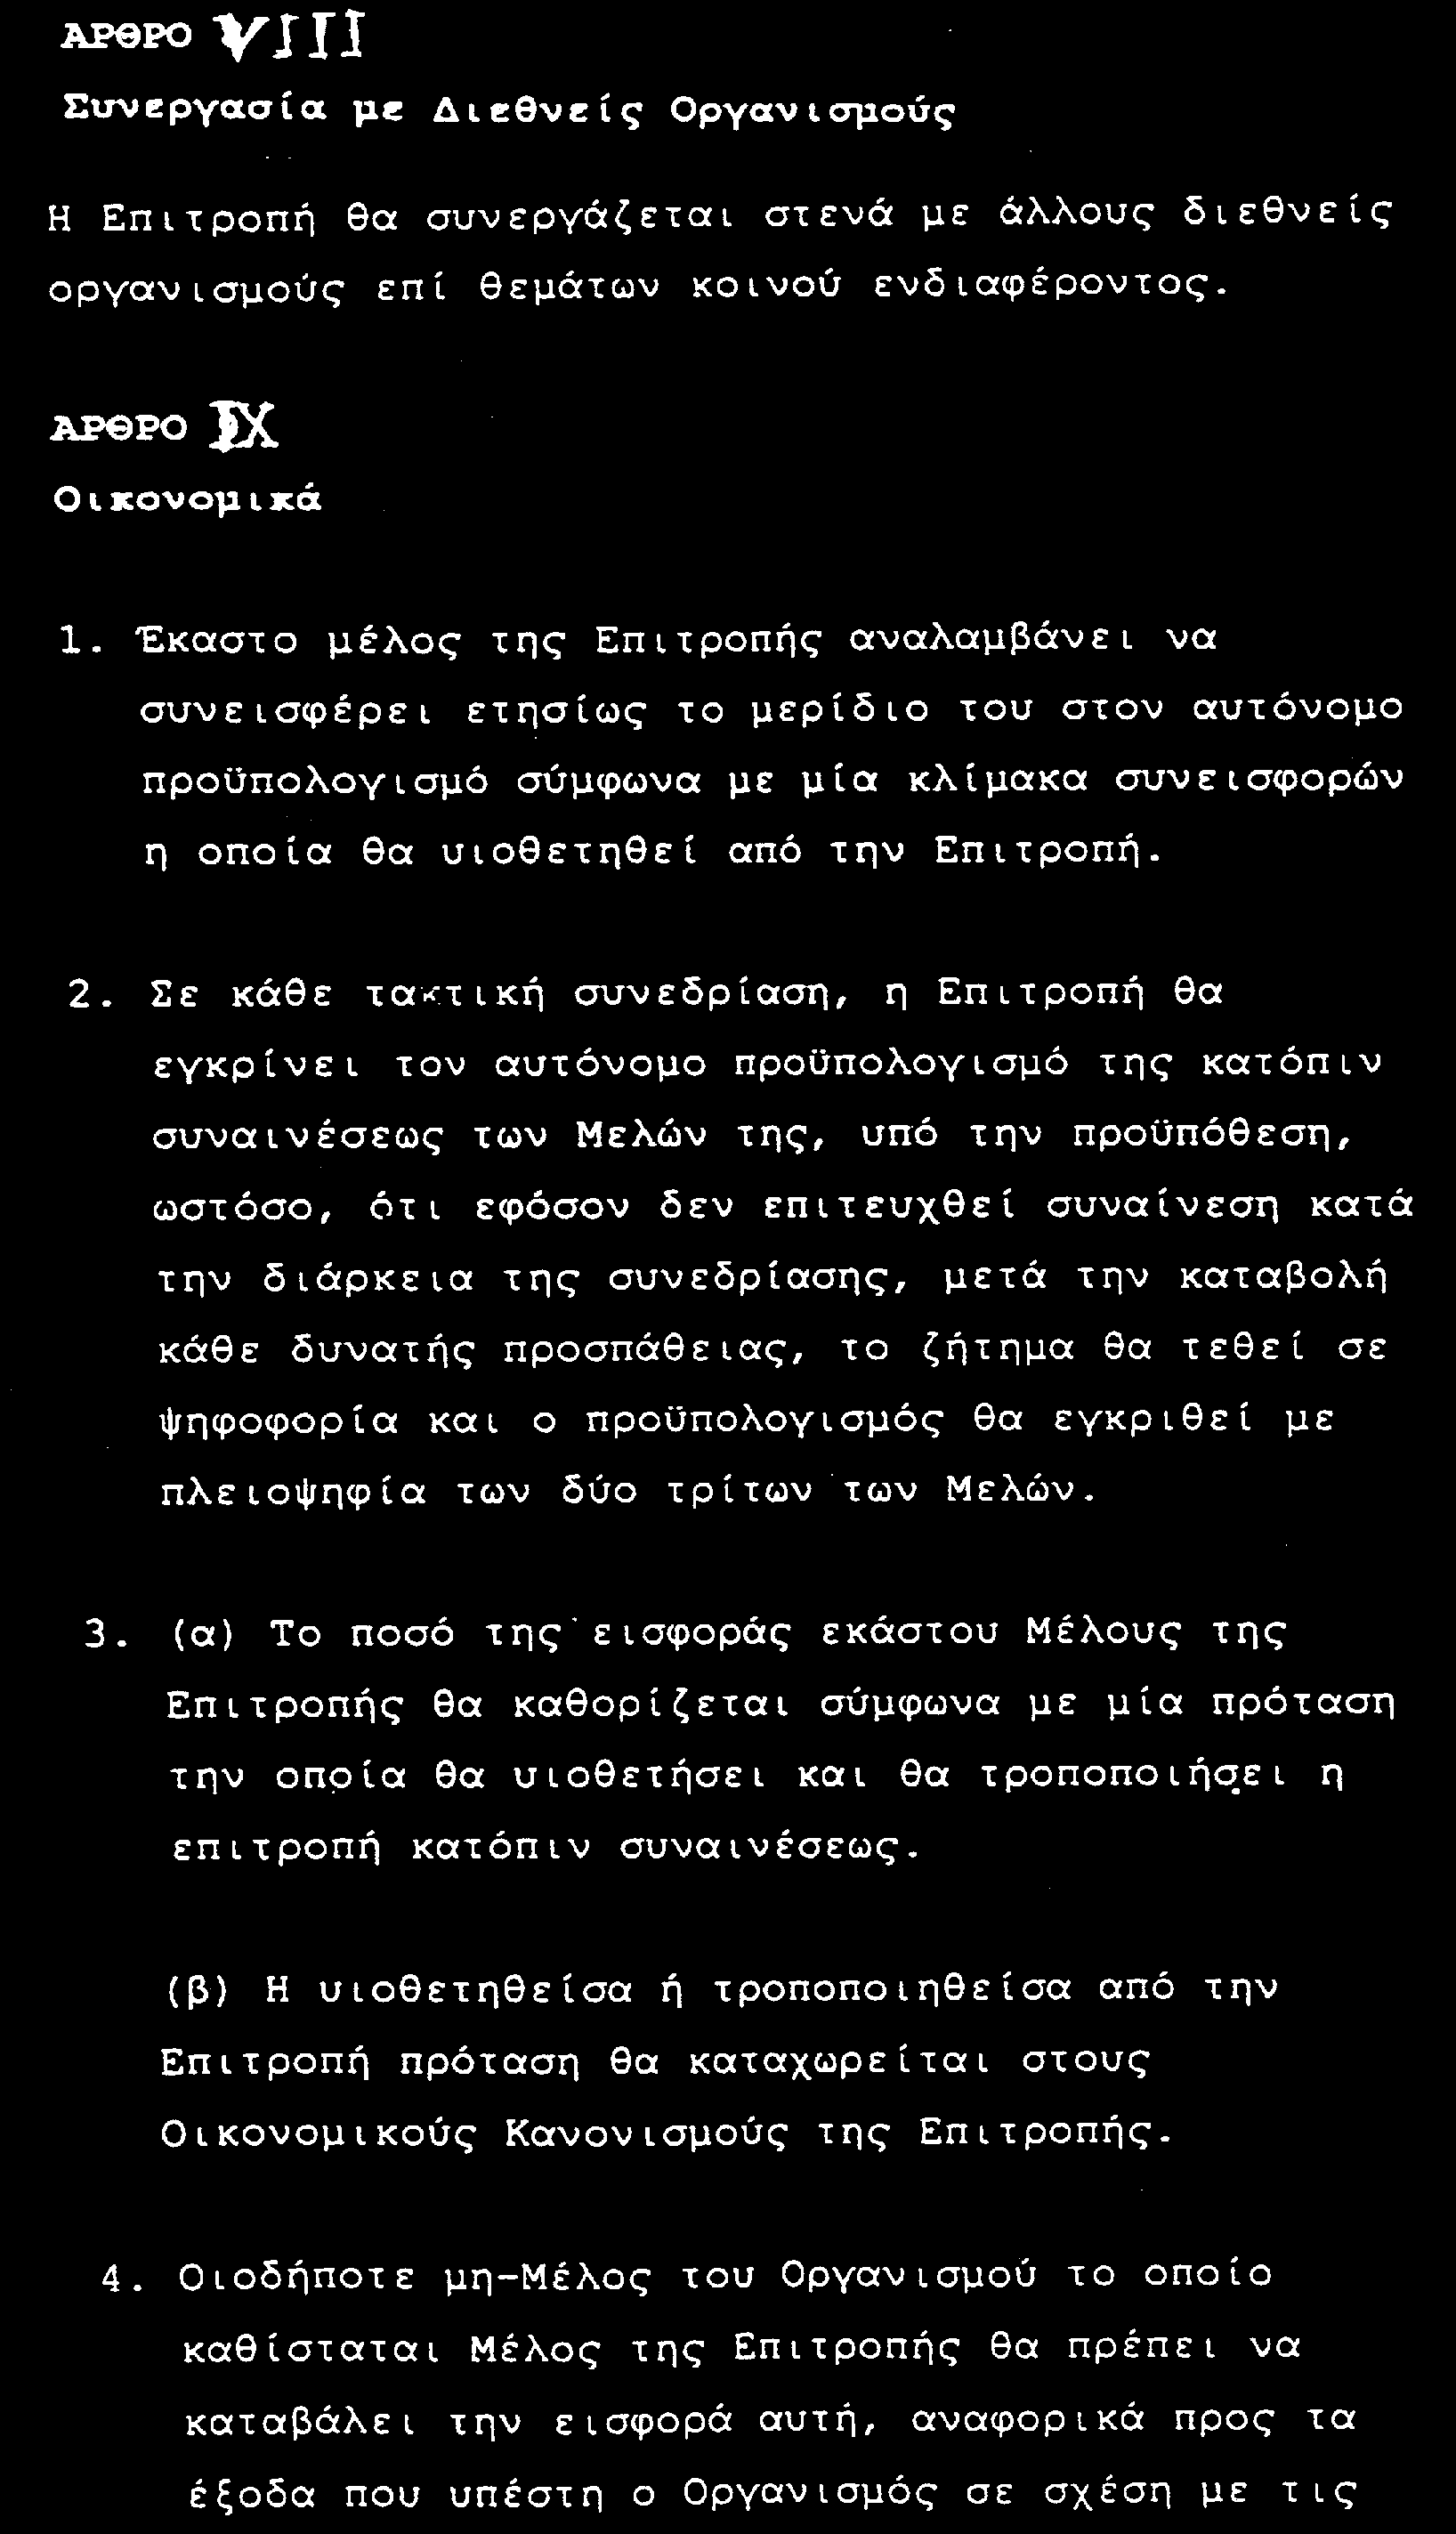 ΑΡΘΡΟ VIII
Συνεργασία με Διεθνείς Οργανισμούς
Η Επιτροπή θα συνεργάζεται στενά με άλλους διεθνείς
οργανισμούς επί θεμάτων κοινού ενδιαφέροντος.
ΑΡΘΡΟ IX
Οικονομικά
1. Έκαστο μέλος της Επιτροπής αναλαμβάνει να
συνεισφέρει ετησίως το μερίδιο του στον αυτόνομο
προϋπολογισμό σύμφωνα με μία κλίμακα συνεισφορών
η οποία θα υιοθετηθεί από την Επιτροπή.
2. Σε κάθε τακτική συνεδρίαση, η Επιτροπή θα
εγκρίνει τον αυτόνομο προϋπολογισμό της κατόπιν
συναινέσεως των Μελών της, υπό την προϋπόθεση,
ωστόσο, ότι εφόσον δεν επιτευχθεί συναίνεση κατά
την διάρκεια της συνεδρίασης, μετά την καταβολή
κάθε δυνατής προσπάθειας, το ζήτημα θα τεθεί σε
ψηφοφορία και ο προϋπολογισμός θα εγκριθεί με
πλειοψηφία των δύο τρίτων των Μελών.
3. (α) Το ποσό της εισφοράς εκάστου Μέλους της
Επιτροπής θα καθορίζεται σύμφωνα με μία πρόταση
την οποία θα υιοθετήσει και θα τροποποιήσει η
επιτροπή κατόπιν συναινέσεως.
(β) Η υιοθετηθείσα ή τροποποιηθείσα από την
Επιτροπή πρόταση θα καταχωρείται στους
Οικονομικούς Κανονισμούς της Επιτροπής.
4. Οιοδήποτε μη-Μέλος του Οργανισμού το οποίο
καθίσταται Μέλος της Επιτροπής θα πρέπει να
καταβάλει την εισφορά αυτή, αναφορικά προς τα
έξοδα που υπέστη ο Οργανισμός σε σχέση με τις